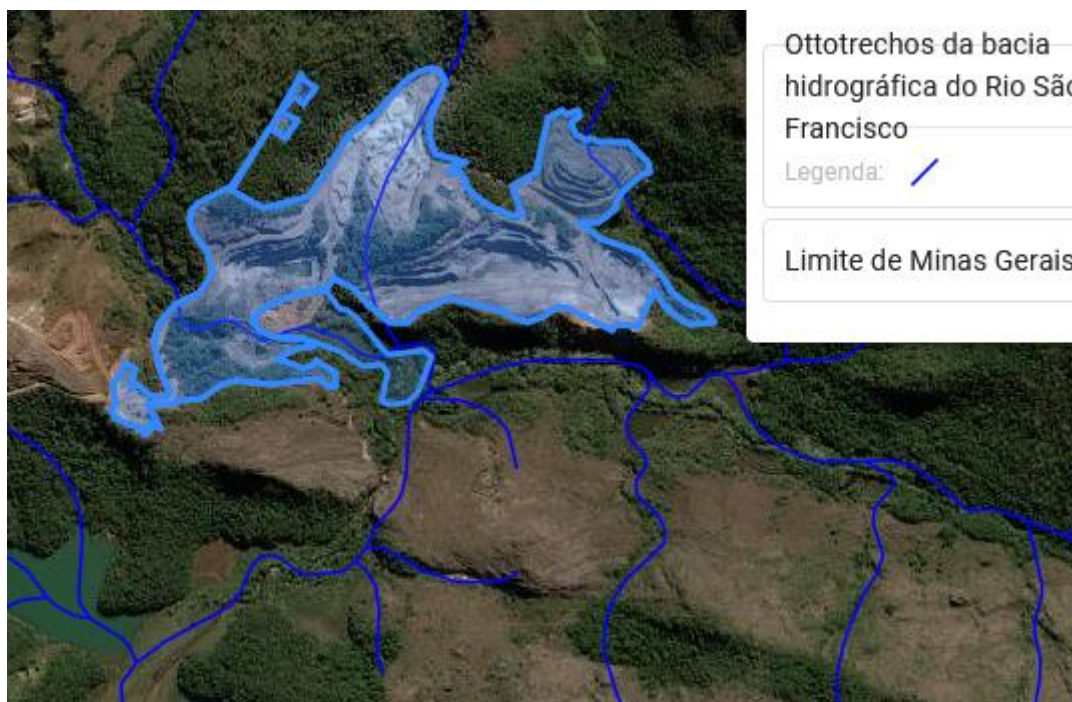 Ottotrechos da bacia
hidrográfica do Rio São
Francisco
Legenda:
Limite de Minas Gerais